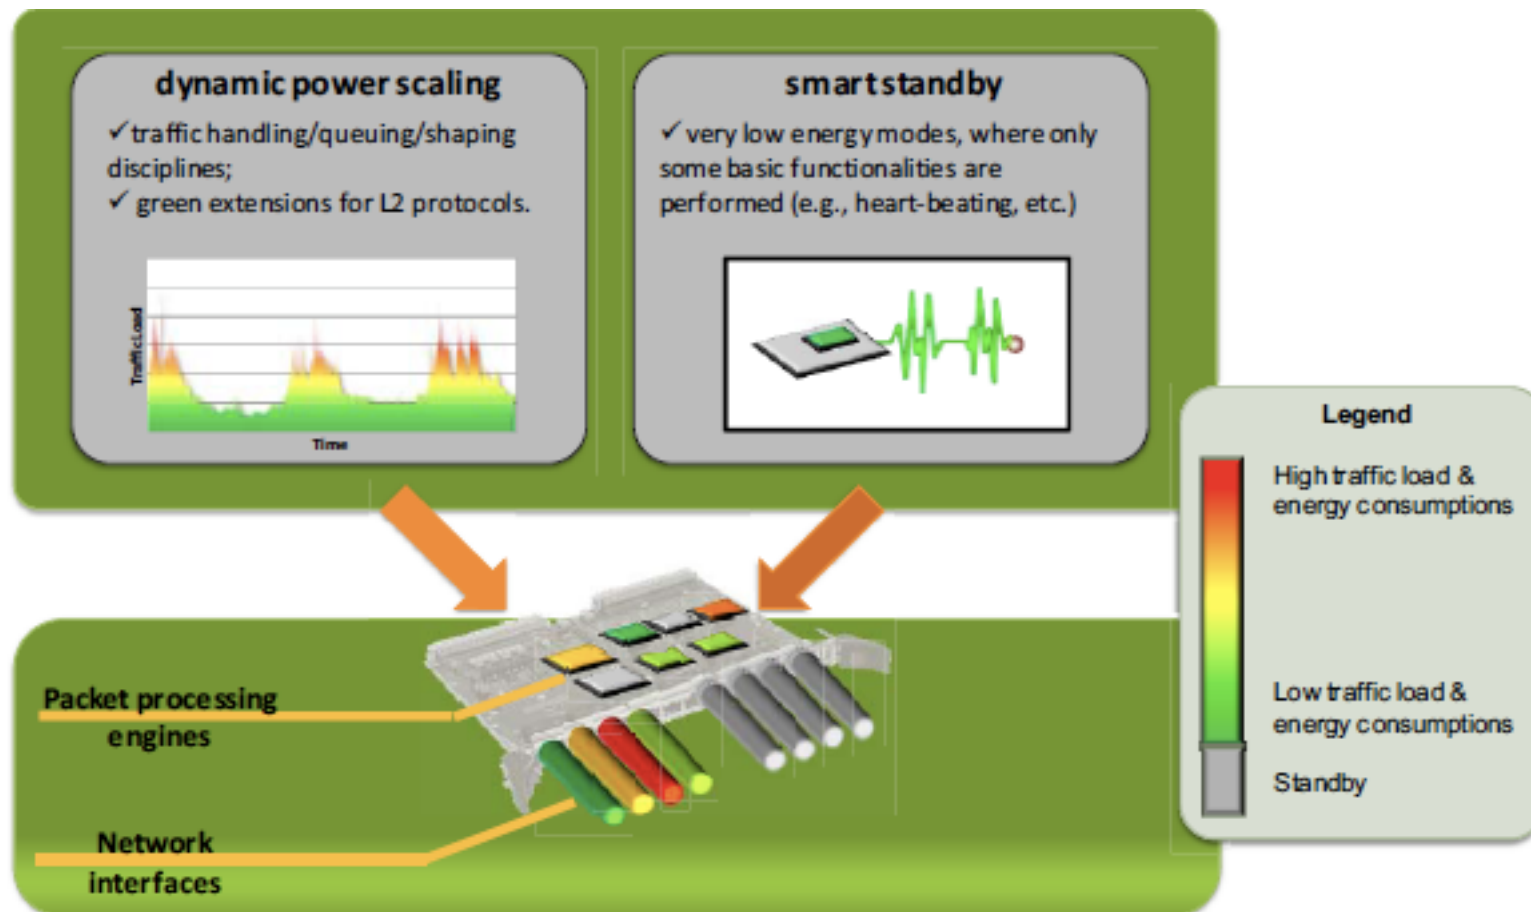 dynamic power scaling
✓traffic handling/queuing/shaping
disciplines;
✓ green extensions for L2 protocols.
Traffic Load
Time
smart standby
✓ very low energy modes, where only
some basic functionalities are
performed (e.g., heart-beating, etc.)
Legend
High traffic load &
energy consumptions
Low traffic load &
energy consumptions
Standby
Packet processing
engines
Network
interfaces